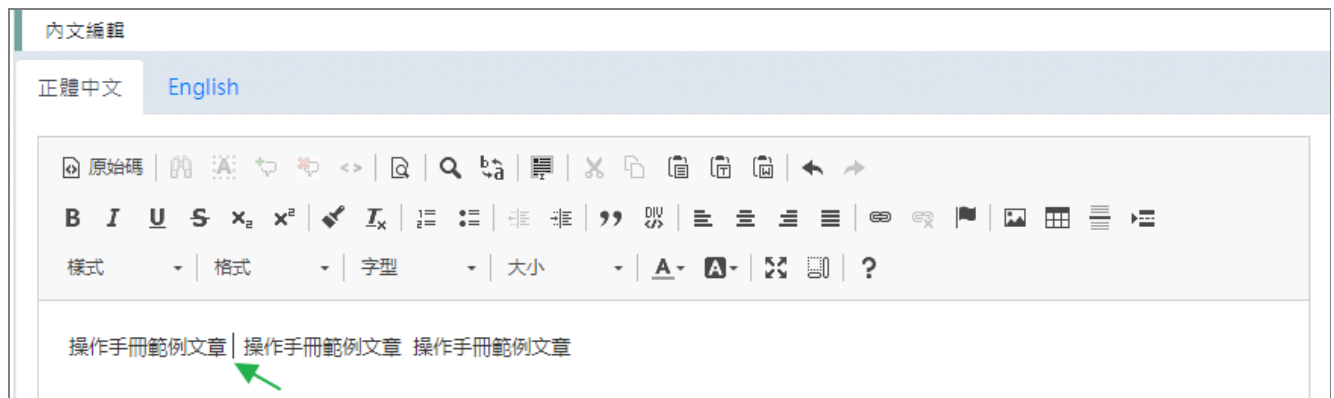 內文編輯
正體中文 English
原始碼
樣式 格式 字型 大小
操作手冊範例文章 操作手冊範例文章 操作手冊範例文章